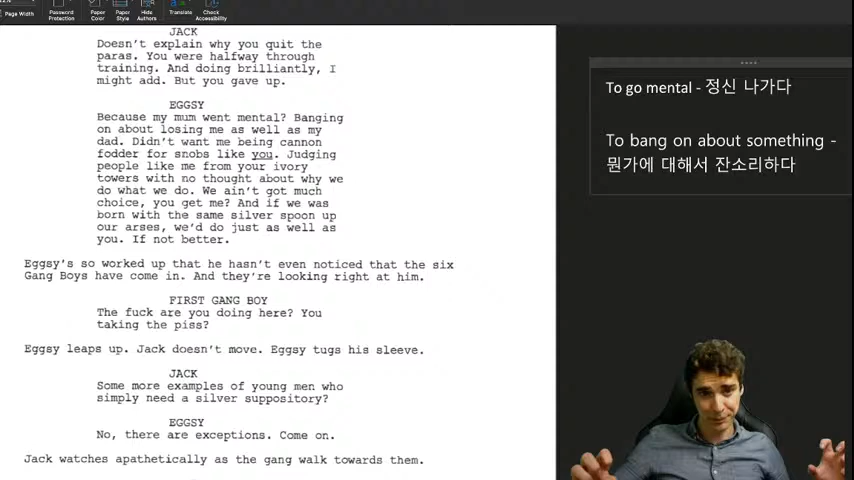 Page Width
Password
Protection
Paper
Color
Paper
Style
Hide
Authors
Translate
Check
Accessibility
JACK
Doesn't explain why you quit the
paras. You were halfway through
training. And doing brilliantly, I
might add. But you gave up.
EGGSY
Because my mum went mental? Banging
on about losing me as well as my
dad. Didn't want me being cannon
fodder for snobs like you. Judging
people like me from your ivory
towers with no thought about why we
do what we do. We ain't got much
choice, you get me? And if we was
born with the same silver spoon up
our arses, we'd do just as well as
you. If not better.
Eggsy's so worked up that he hasn't even noticed that the six
Gang Boys have come in. And they're looking right at him.
FIRST GANG BOY
The fuck are you doing here? You
taking the piss?
Eggsy leaps up. Jack doesn't move. Eggsy tugs his sleeve.
JACK
Some more examples of young men who
simply need a silver suppository?
EGGSY
No, there are exceptions. Come on.
Jack watches apathetically as the gang walk towards them.
To go mental - 정신 나가다
To bang on about something -
뭔가에 대해서 잔소리하다